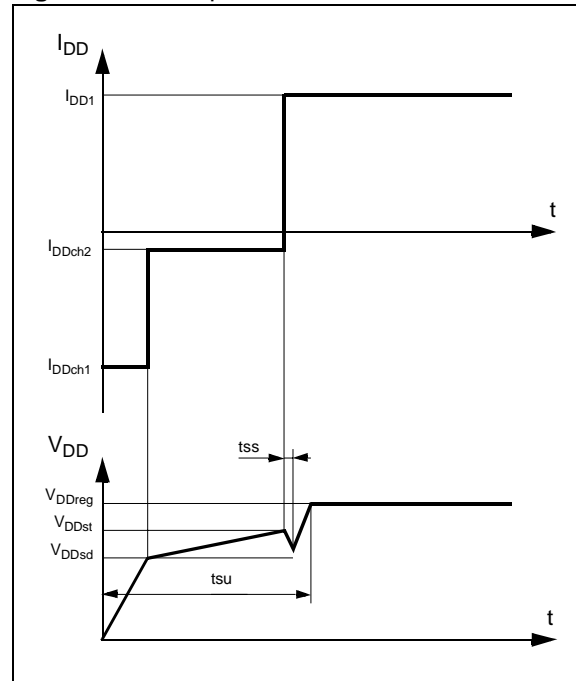 IDD
IDD1
t
IDDch2
IDDch1
VDD
tss
VDDreg
VDDst
VDDsd
tsu
t